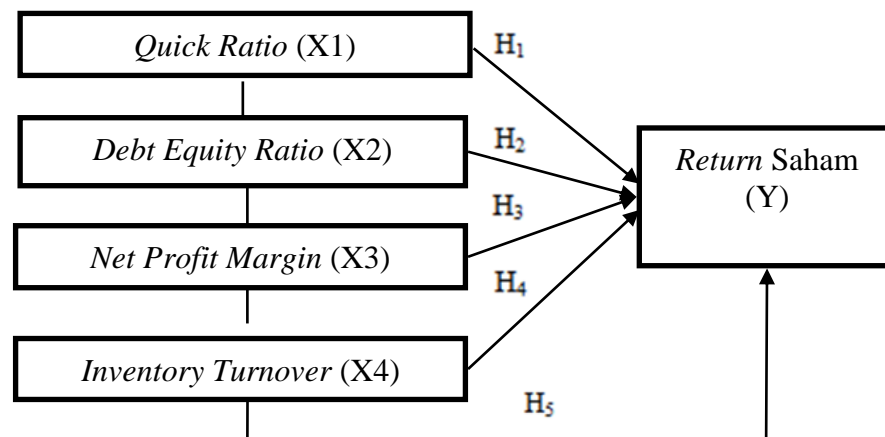 Quick Ratio (X1)
H₁
Debt Equity Ratio (X2)
H₂
Return Saham
(Y)
H₃
Net Profit Margin (X3)
H₄
Inventory Turnover (X4)
H₅